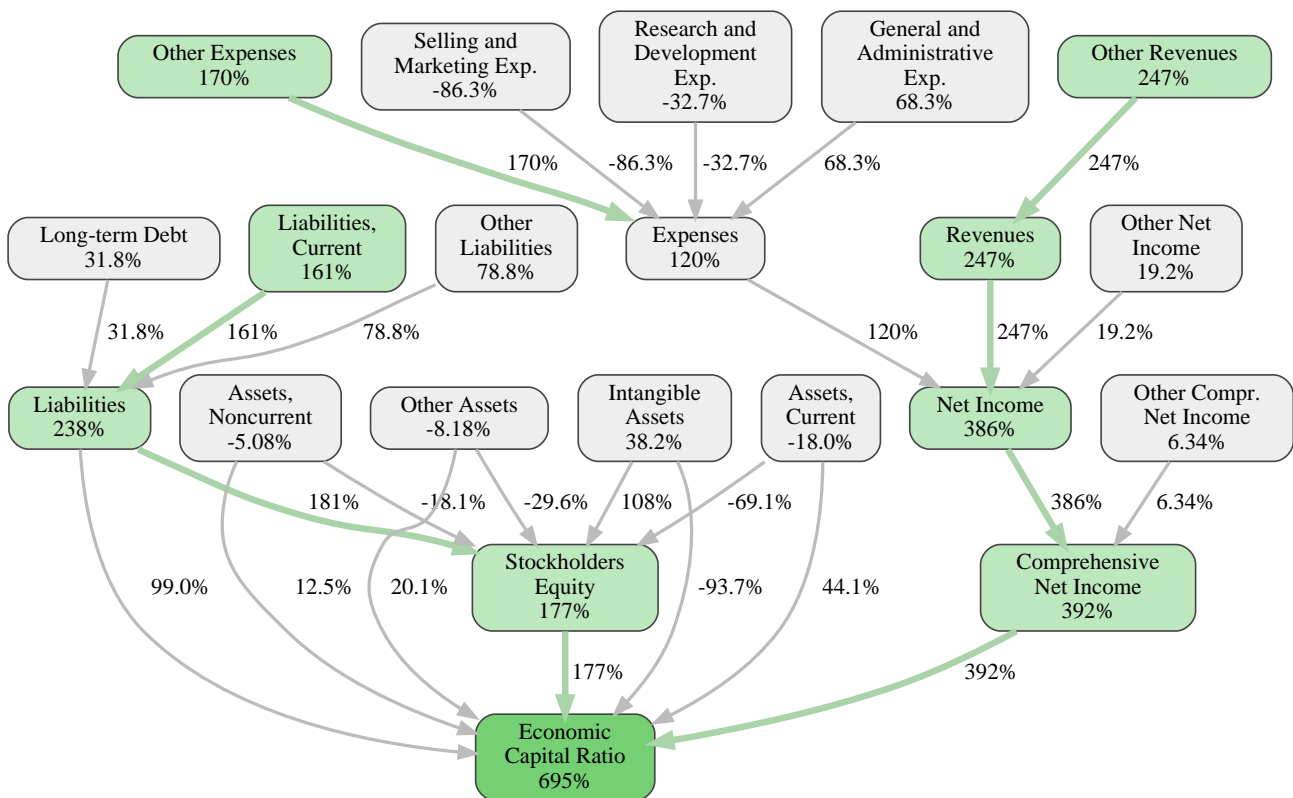 Other Expenses
170%
Selling and
Marketing Exp.
-86.3%
Research and
Development
Exp.
-32.7%
General and
Administrative
Exp.
68.3%
Other Revenues
247%
170%
-86.3%
-32.7%
68.3%
247%
Long-term Debt
31.8%
Liabilities,
Current
161%
Other
Liabilities
78.8%
Expenses
120%
Revenues
247%
Other Net
Income
19.2%
31.8%
161%
78.8%
120%
247%
19.2%
Liabilities
238%
Assets,
Noncurrent
-5.08%
Other Assets
-8.18%
Intangible
Assets
38.2%
Assets,
Current
-18.0%
Net Income
386%
Other Compr.
Net Income
6.34%
181%
-18.1%
-29.6%
108%
-69.1%
386%
6.34%
99.0%
12.5%
20.1%
Stockholders
Equity
177%
-93.7%
44.1%
Comprehensive
Net Income
392%
177%
392%
Economic
Capital Ratio
695%